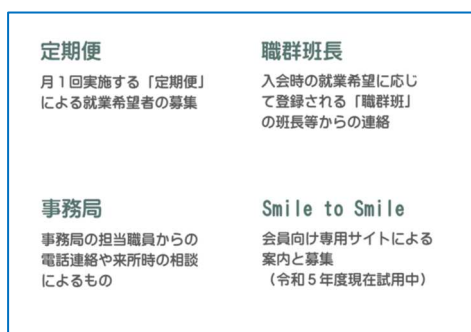 定期便
月1回実施する「定期便」
による就業希望者の募集
職群班長
入会時の就業希望に応じ
て登録される「職群班」
の班長等からの連絡
事務局
事務局の担当職員からの
電話連絡や来所時の相談
によるもの
Smile to Smile
会員向け専用サイトによる
案内と募集
（令和5年度現在試用中）